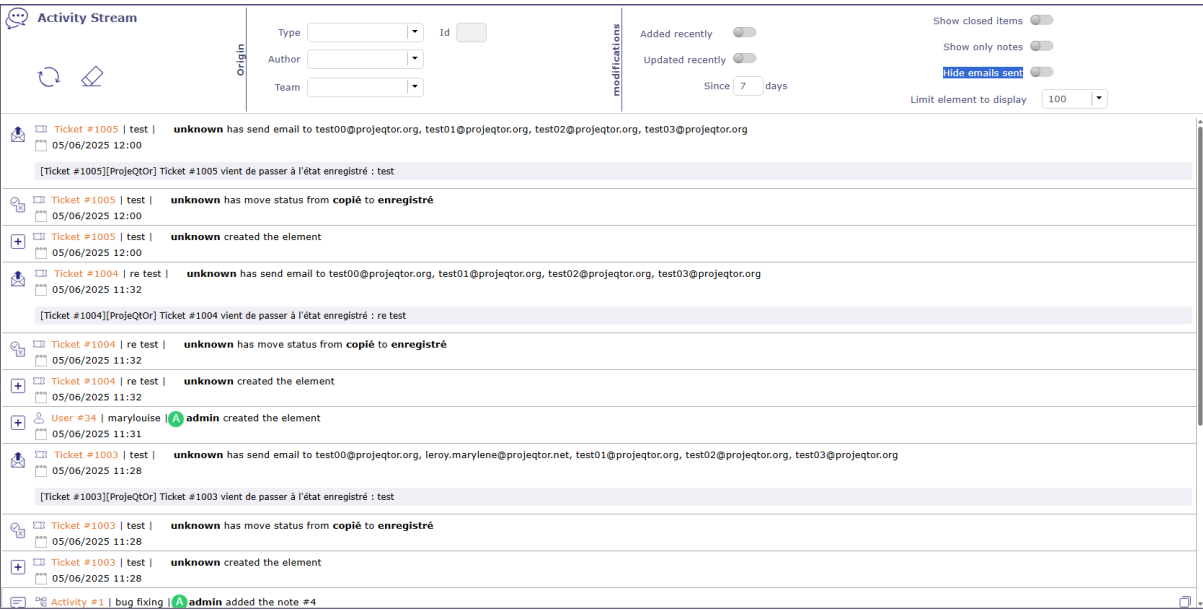 Activity Stream
Origin
Type
Id
Author
Team
modifications
Added recently
Updated recently
Since 7 days
Show closed items
Show only notes
Hide emails sent
Limit element to display 100
Ticket #1005 | test | unknown has send email to test00@projeqtor.org, test01@projeqtor.org, test02@projeqtor.org, test03@projeqtor.org
05/06/2025 12:00
[Ticket #1005][ProjeQtOr] Ticket #1005 vient de passer à l'état enregistré : test
Ticket #1005 | test | unknown has move status from copié to enregistré
05/06/2025 12:00
Ticket #1005 | test | unknown created the element
05/06/2025 12:00
Ticket #1004 | re test | unknown has send email to test00@projeqtor.org, test01@projeqtor.org, test02@projeqtor.org, test03@projeqtor.org
05/06/2025 11:32
[Ticket #1004][ProjeQtOr] Ticket #1004 vient de passer à l'état enregistré : re test
Ticket #1004 | re test | unknown has move status from copié to enregistré
05/06/2025 11:32
Ticket #1004 | re test | unknown created the element
05/06/2025 11:32
User #34 | marylouise | A admin created the element
05/06/2025 11:31
Ticket #1003 | test | unknown has send email to test00@projeqtor.org, leroy.marylene@projeqtor.net, test01@projeqtor.org, test02@projeqtor.org, test03@projeqtor.org
05/06/2025 11:28
[Ticket #1003][ProjeQtOr] Ticket #1003 vient de passer à l'état enregistré : test
Ticket #1003 | test | unknown has move status from copié to enregistré
05/06/2025 11:28
Ticket #1003 | test | unknown created the element
05/06/2025 11:28
Activity #1 | bug fixing | A admin added the note #4